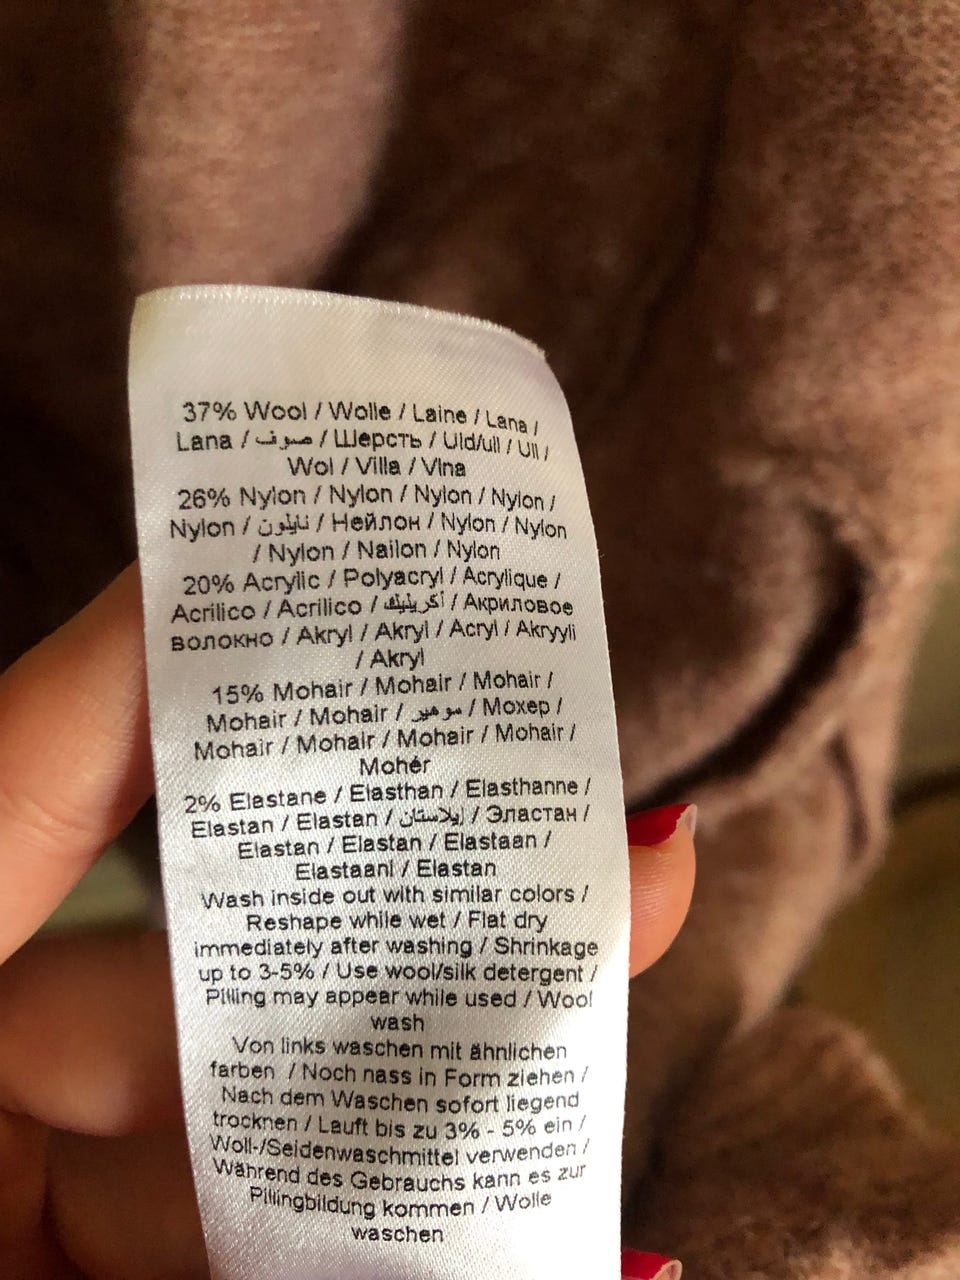 37% Wool / Wolle / Laine / Lana /
Lana / صوف / Шерсть / Uld/ull / Ull /
Wol / Villa / Vlna
26% Nylon / Nylon / Nylon / Nylon /
Nylon / نايلون / Нейлон / Nylon / Nylon
/ Nylon / Nailon / Nylon
20% Acrylic / Polyacryl / Acrylique /
Acrilico / Acrilico / أكريليك / Акриловое
волокно / Akryl / Akryl / Acryl / Akryyli
/ Akryl
15% Mohair / Mohair / Mohair /
Mohair / Mohair / موهير / Мохер /
Mohair / Mohair / Mohair / Mohair /
Mohér
2% Elastane / Elasthan / Elasthanne /
Elastan / Elastan / إيلاستان / Эластан /
Elastan / Elastan / Elastaan /
Elastaani / Elastan
Wash inside out with similar colors /
Reshape while wet / Flat dry
immediately after washing / Shrinkage
up to 3-5% / Use wool/silk detergent /
Pilling may appear while used / Wool
wash
Von links waschen mit ähnlichen
farben / Noch nass in Form ziehen /
Nach dem Waschen sofort liegend
trocknen / Lauft bis zu 3% - 5% ein /
Woll-/Seidenwaschmittel verwenden /
Während des Gebrauchs kann es zur
Pillingbildung kommen / Wolle
waschen